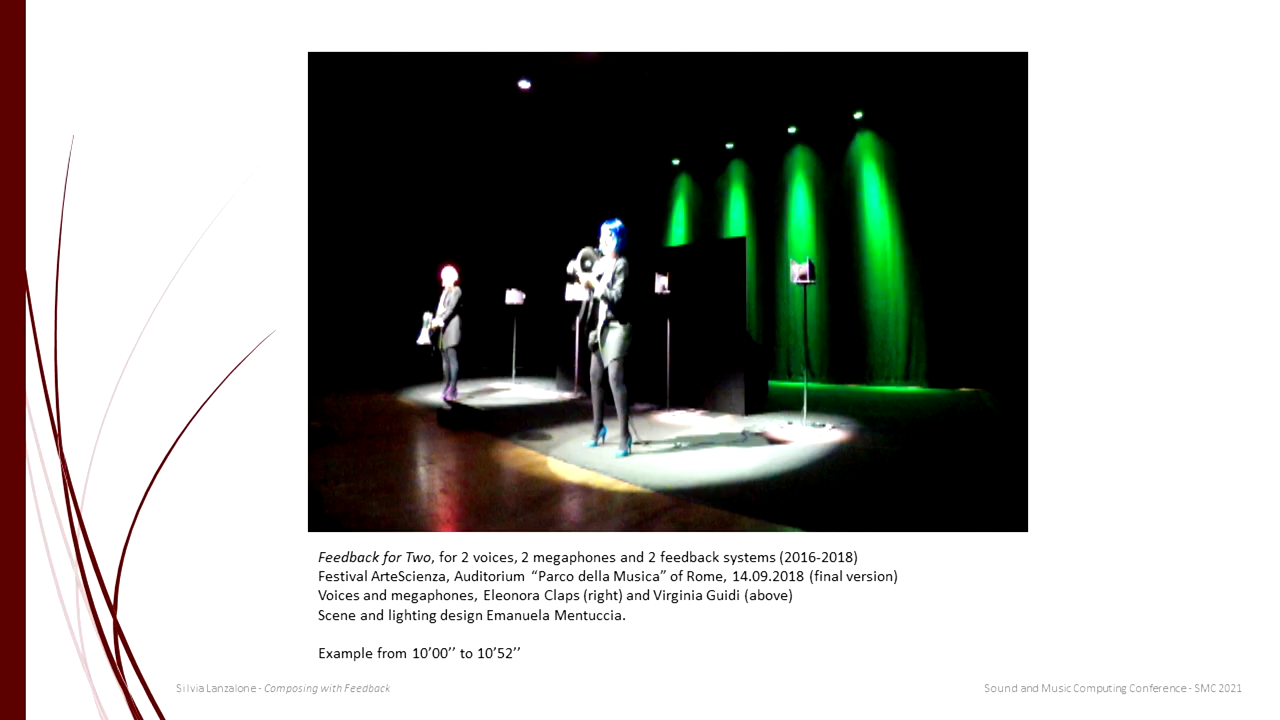 Feedback for Two, for 2 voices, 2 megaphones and 2 feedback systems (2016-2018)
Festival ArteScienza, Auditorium “Parco della Musica” of Rome, 14.09.2018 (final version)
Voices and megaphones, Eleonora Claps (right) and Virginia Guidi (above)
Scene and lighting design Emanuela Mentuccia.
Example from 10’00’’ to 10’52’’
Silvia Lanzalone - Composing with Feedback
Sound and Music Computing Conference - SMC 2021